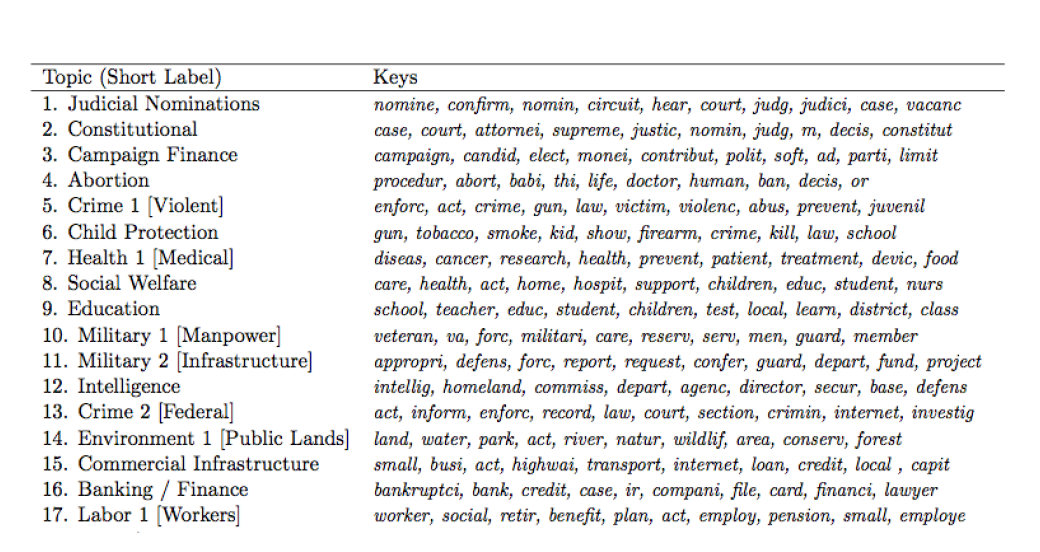 Topic (Short Label) Keys
1. Judicial Nominations nomine, confirm, nomin, circuit, hear, court, judg, judici, case, vacanc
2. Constitutional case, court, attornei, supreme, justic, nomin, judg, m, decis, constitut
3. Campaign Finance campaign, candid, elect, monei, contribut, polit, soft, ad, parti, limit
4. Abortion procedur, abort, babi, thi, life, doctor, human, ban, decis, or
5. Crime 1 [Violent] enforc, act, crime, gun, law, victim, violenc, abus, prevent, juvenil
6. Child Protection gun, tobacco, smoke, kid, show, firearm, crime, kill, law, school
7. Health 1 [Medical] diseas, cancer, research, health, prevent, patient, treatment, devic, food
8. Social Welfare care, health, act, home, hospit, support, children, educ, student, nurs
9. Education school, teacher, educ, student, children, test, local, learn, district, class
10. Military 1 [Manpower] veteran, va, forc, militari, care, reserv, serv, men, guard, member
11. Military 2 [Infrastructure] appropri, defens, forc, report, request, confer, guard, depart, fund, project
12. Intelligence intellig, homeland, commiss, depart, agenc, director, secur, base, defens
13. Crime 2 [Federal] act, inform, enforc, record, law, court, section, crimin, internet, investig
14. Environment 1 [Public Lands] land, water, park, act, river, natur, wildlif, area, conserv, forest
15. Commercial Infrastructure small, busi, act, highwai, transport, internet, loan, credit, local , capit
16. Banking / Finance bankruptci, bank, credit, case, ir, compani, file, card, financi, lawyer
17. Labor 1 [Workers] worker, social, retir, benefit, plan, act, employ, pension, small, employe